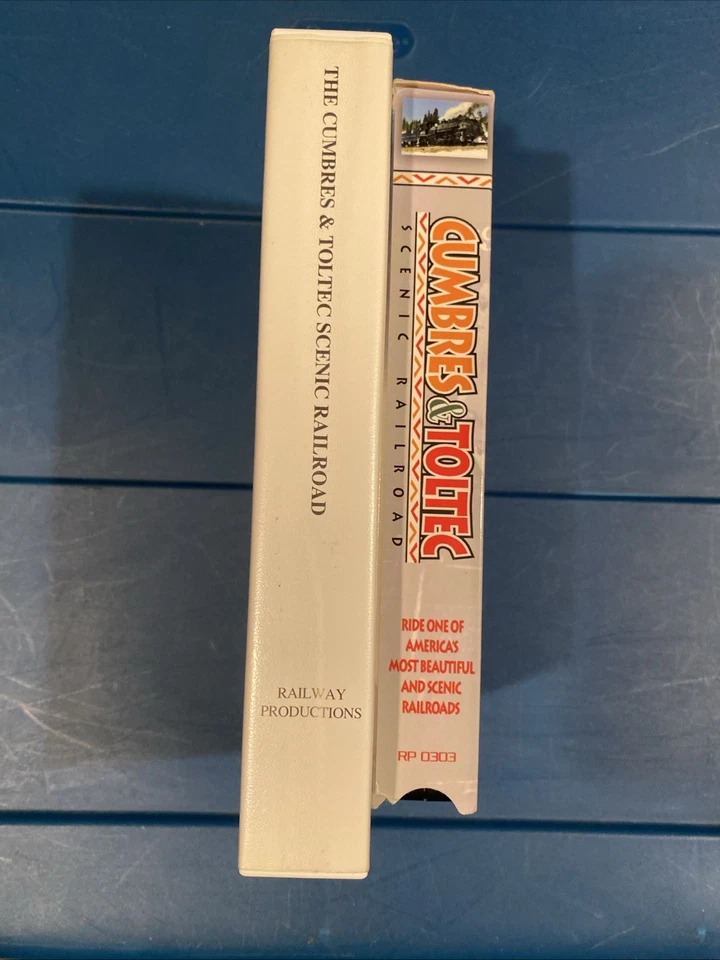 THE CUMBRES & TOLTEC SCENIC RAILROAD
RAILWAY
PRODUCTIONS
CUMBRES & TOLTEC
SCENIC RAILROAD
RIDE ONE OF
AMERICA'S
MOST BEAUTIFUL
AND SCENIC
RAILROADS
RP 0303